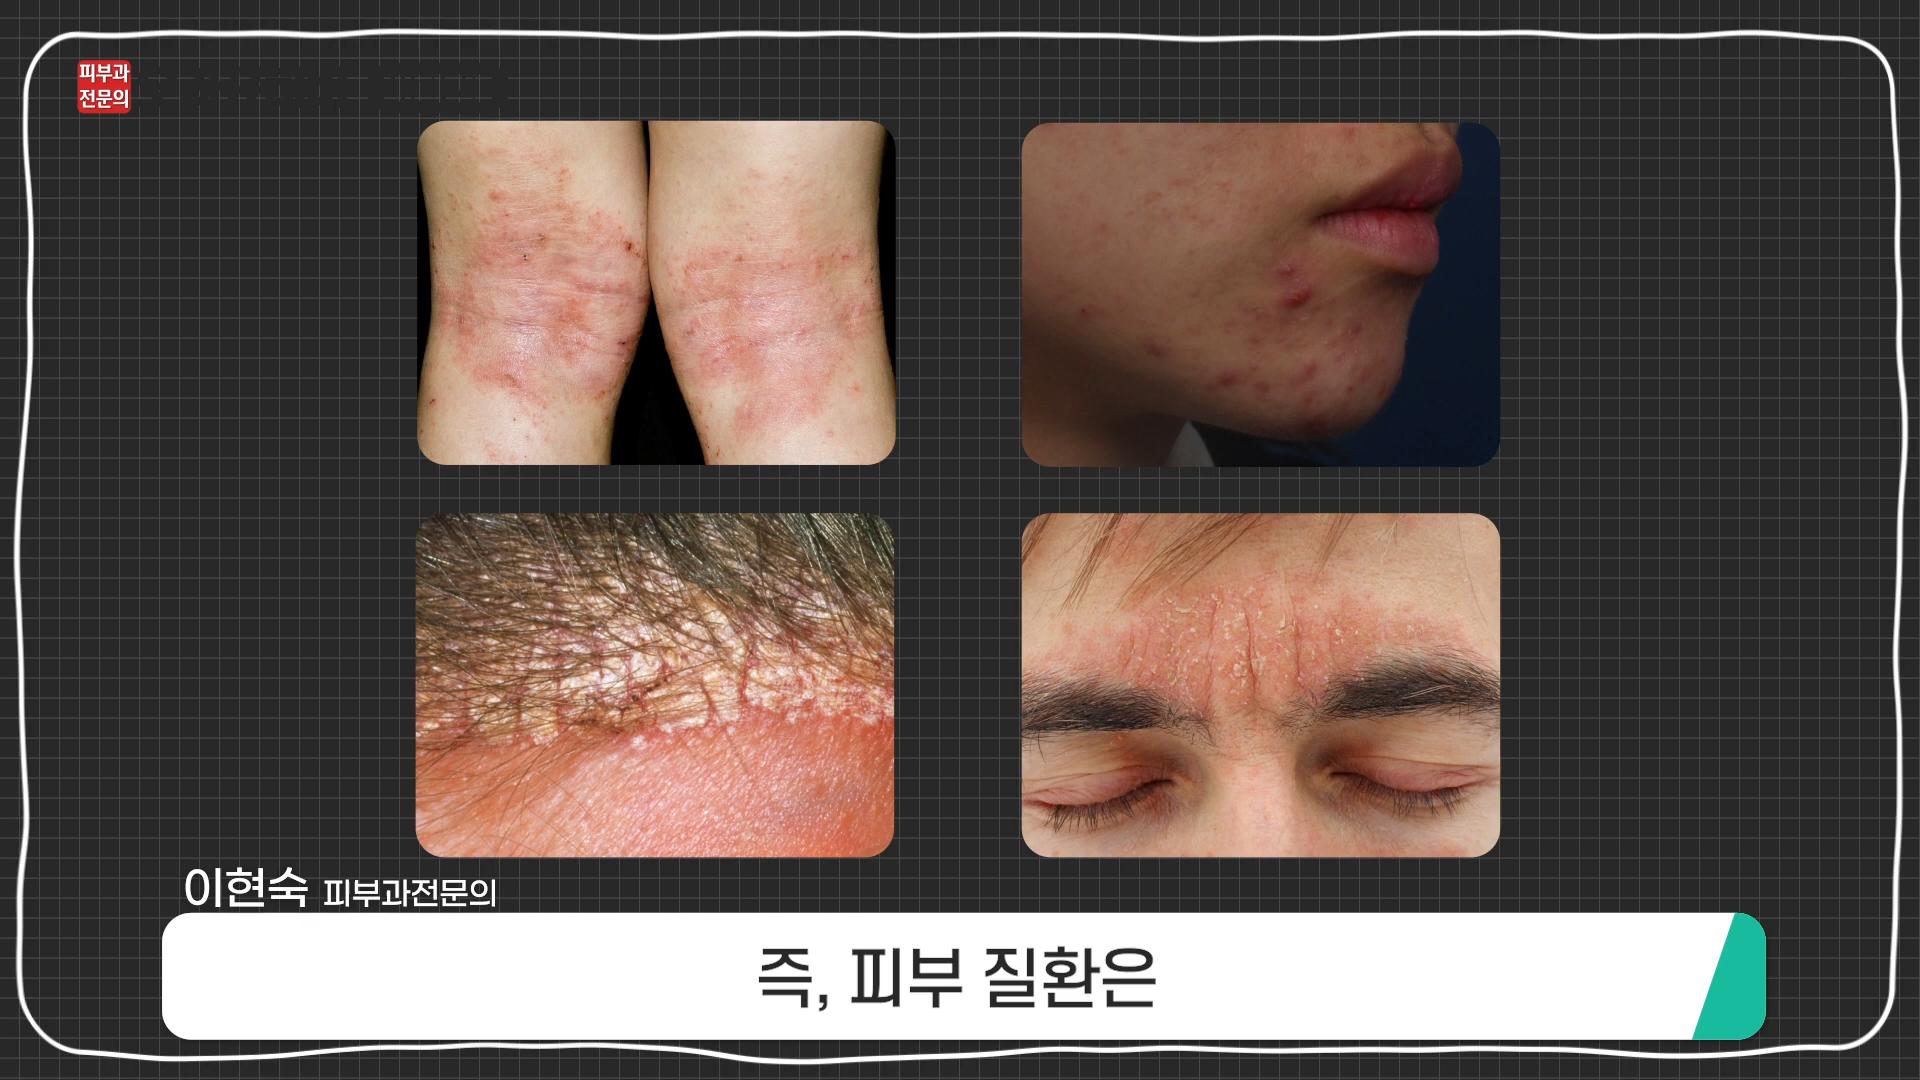 피부과
전문의
이현숙 피부과전문의
즉, 피부 질환은